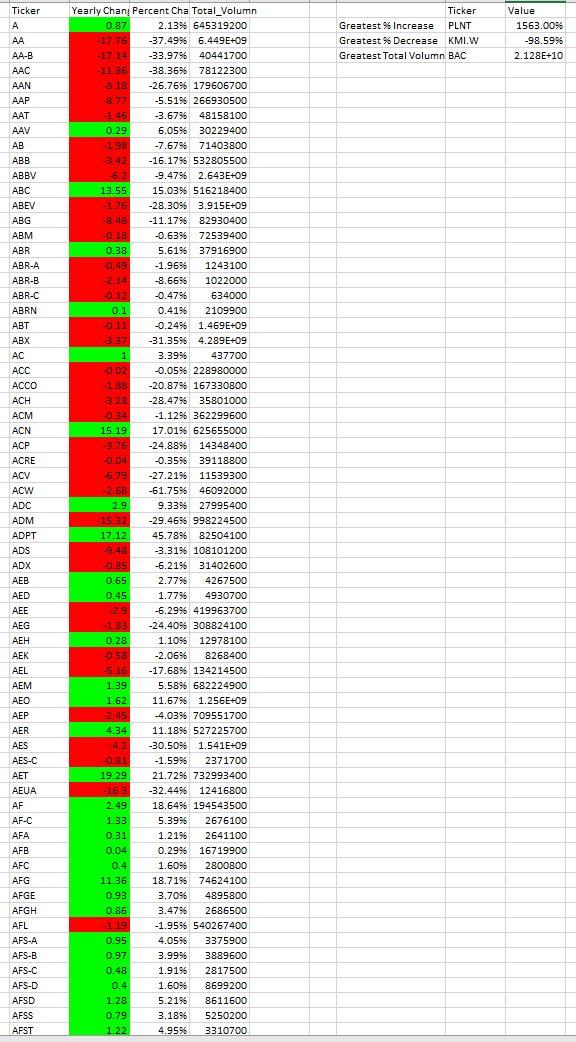 Ticker Yearly Chang Percent Cha Total_Volumn Ticker Value
A 0.87 2.13% 645319200 Greatest % Increase PLNT 1563.00%
AA -17.76 -37.49% 6.449E+09 Greatest % Decrease KMI.W -98.59%
AA-B -17.14 -33.97% 40441700 Greatest Total Volumn BAC 2.128E+10
AAC -11.86 -38.36% 78122300
AAN -8.18 -26.76% 179606700
AAP -8.77 -5.51% 266930500
AAT -1.46 -3.67% 48158100
AAV 0.29 6.05% 30229400
AB -1.98 -7.67% 71403800
ABB -3.42 -16.17% 532805500
ABBV -6.2 -9.47% 2.643E+09
ABC 13.55 15.03% 516218400
ABEV -1.76 -28.30% 3.915E+09
ABG -8.48 -11.17% 82930400
ABM -0.18 -0.63% 72539400
ABR 0.38 5.61% 37916900
ABR-A -0.49 -1.96% 1243100
ABR-B -2.14 -8.66% 1022000
ABR-C -0.12 -0.47% 634000
ABRN 0.1 0.41% 2109900
ABT -0.11 -0.24% 1.469E+09
ABX -3.37 -31.35% 4.289E+09
AC 1 3.39% 437700
ACC -0.02 -0.05% 228980000
ACCO -1.88 -20.87% 167330800
ACH -3.28 -28.47% 35801000
ACM -0.34 -1.12% 362299600
ACN 15.19 17.01% 625655000
ACP -3.76 -24.88% 14348400
ACRE -0.04 -0.35% 39118800
ACV -6.79 -27.21% 11539300
ACW -2.68 -61.75% 46092000
ADC 2.9 9.33% 27995400
ADM -15.32 -29.46% 998224500
ADPT 17.12 45.78% 82504100
ADS -9.48 -3.31% 108101200
ADX -0.85 -6.21% 31402600
AEB 0.65 2.77% 4267500
AED 0.45 1.77% 4930700
AEE -2.9 -6.29% 419963700
AEG -1.83 -24.40% 308824100
AEH 0.28 1.10% 12978100
AEK -0.58 -2.06% 8268400
AEL -5.16 -17.68% 134214500
AEM 1.39 5.58% 682224900
AEO 1.62 11.67% 1.256E+09
AEP -2.45 -4.03% 709551700
AER 4.34 11.18% 527225700
AES -4.2 -30.50% 1.541E+09
AES-C -0.81 -1.59% 2371700
AET 19.29 21.72% 732993400
AEUA -16.3 -32.44% 12416800
AF 2.49 18.64% 194543500
AF-C 1.33 5.39% 2676100
AFA 0.31 1.21% 2641100
AFB 0.04 0.29% 16719900
AFC 0.4 1.60% 2800800
AFG 11.36 18.71% 74624100
AFGE 0.93 3.70% 4895800
AFGH 0.86 3.47% 2686500
AFL -1.19 -1.95% 540267400
AFS-A 0.95 4.05% 3375900
AFS-B 0.97 3.99% 3889600
AFS-C 0.48 1.91% 2817500
AFS-D 0.4 1.60% 8699200
AFSD 1.28 5.21% 8611600
AFSS 0.79 3.18% 5250200
AFST 1.22 4.95% 3310700